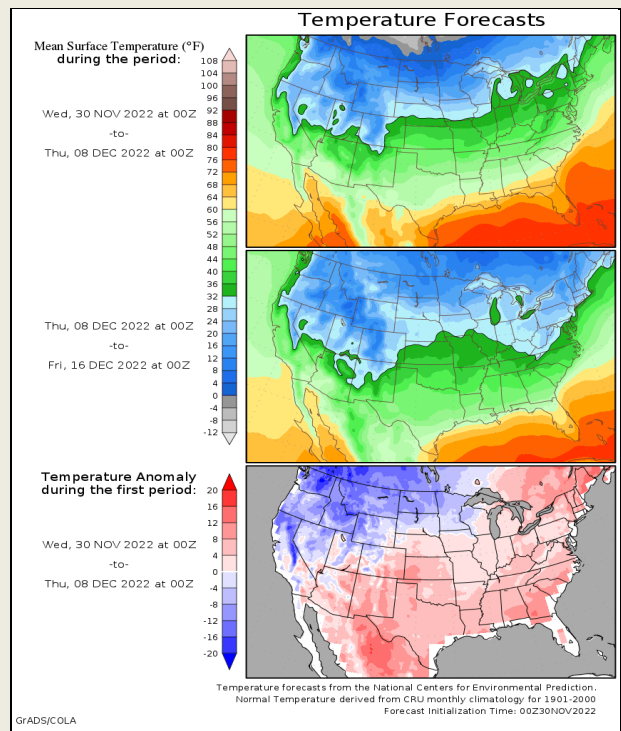 Temperature Forecasts
Mean Surface Temperature (°F)
during the period:
Wed, 30 NOV 2022 at 00Z
-to-
Thu, 08 DEC 2022 at 00Z
108
104
100
96
92
88
84
80
76
72
68
64
60
56
52
48
44
40
36
32
28
24
20
16
12
8
4
0
-4
-8
-12
Thu, 08 DEC 2022 at 00Z
-to-
Fri, 16 DEC 2022 at 00Z
Temperature Anomaly
during the first period:
Wed, 30 NOV 2022 at 00Z
-to-
Thu, 08 DEC 2022 at 00Z
20
16
12
8
4
0
-4
-8
-12
-16
-20
Temperature forecasts from the National Centers for Environmental Prediction.
Normal Temperature derived from CRU monthly climatology for 1901-2000
Forecast Initialization Time: 00Z30NOV2022
GrADS/COLA